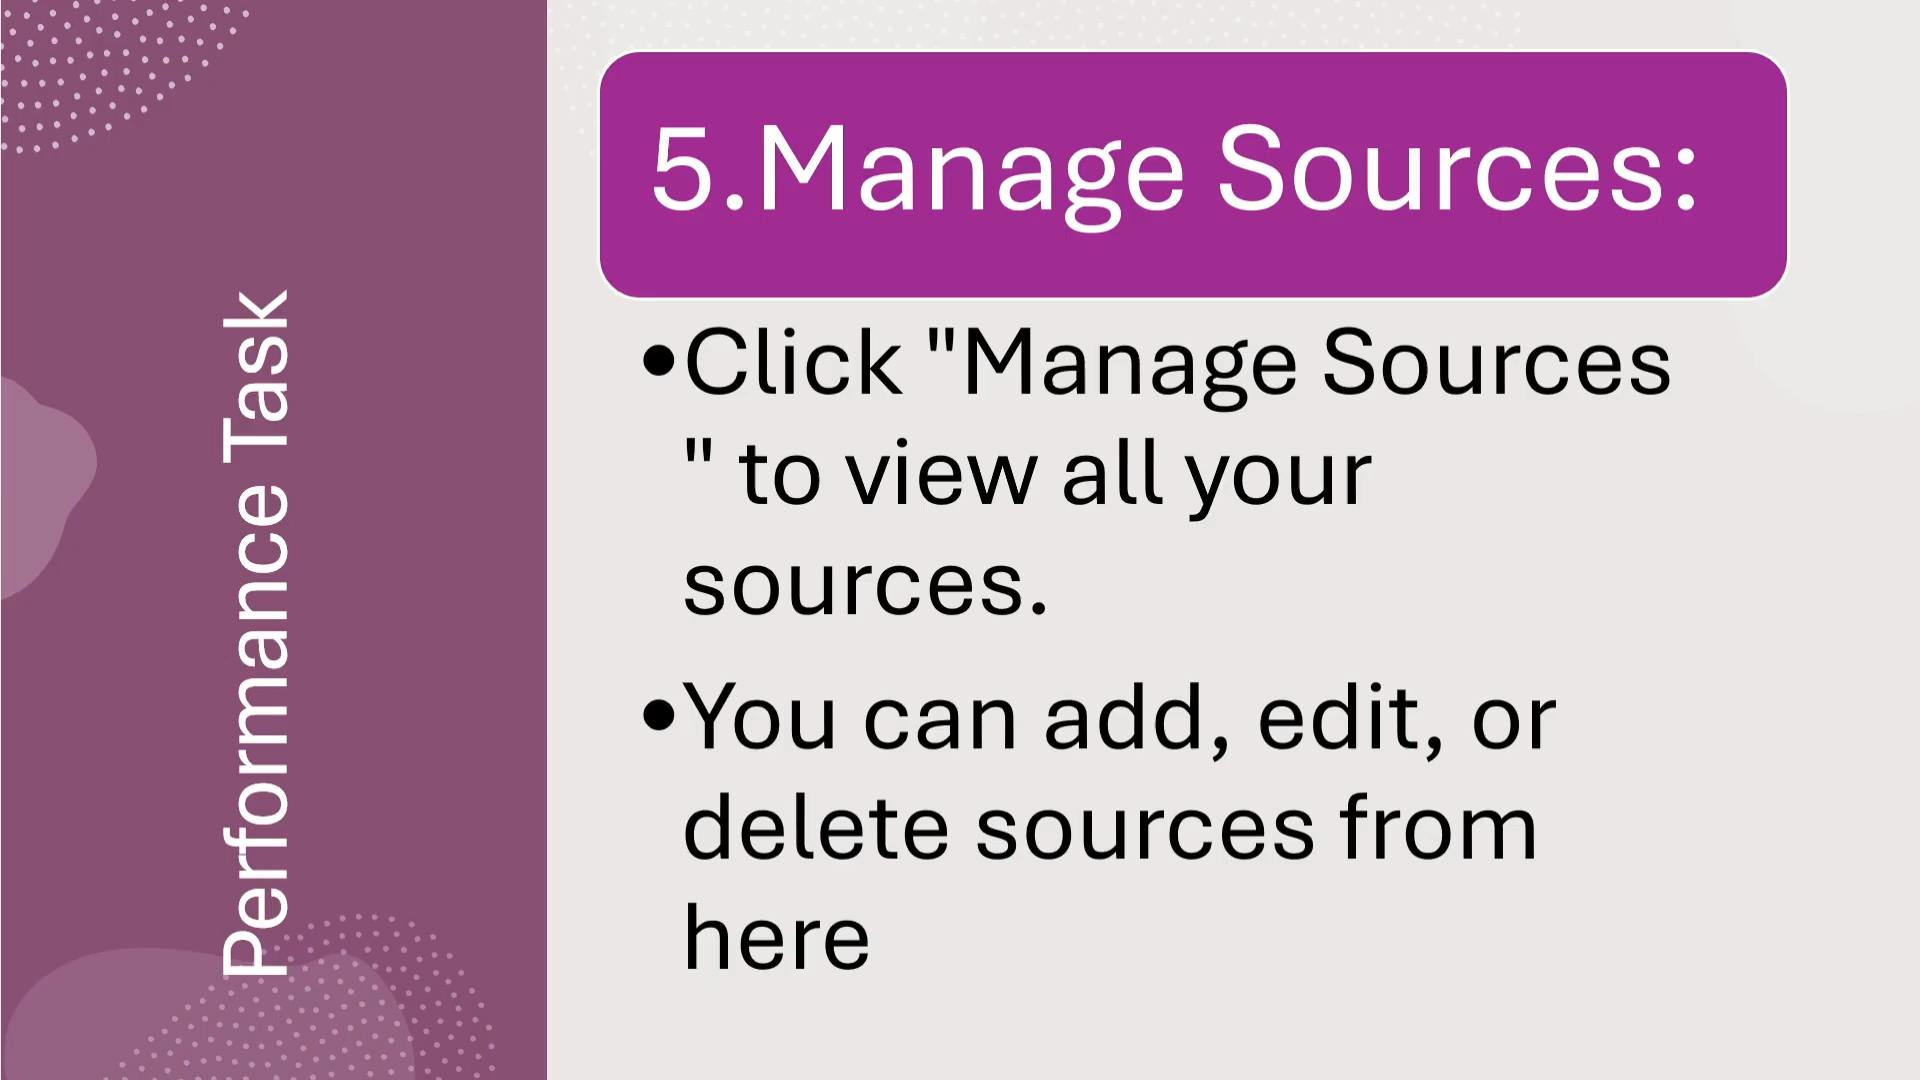 Performance Task
5.Manage Sources:
•Click "Manage Sources
" to view all your
sources.
•You can add, edit, or
delete sources from
here